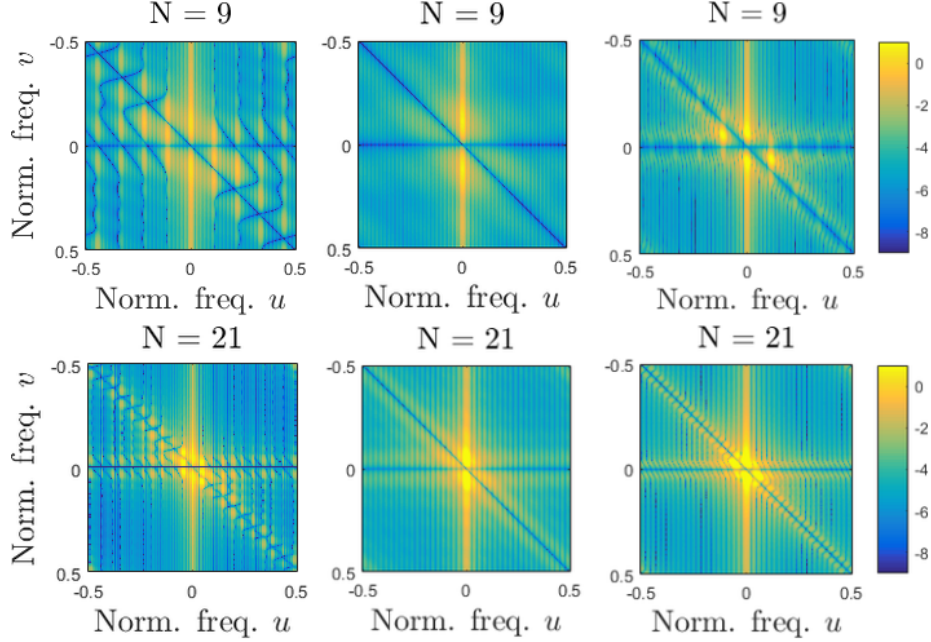 N = 9 N = 9 N = 9
-0.5 -0.5 -0.5
Norm. freq. v
0 0 0
0.5 0.5 0.5
-0.5 0 0.5 -0.5 0 0.5 -0.5 0 0.5
0
-2
-4
-6
-8
Norm. freq. u Norm. freq. u Norm. freq. u
N = 21 N = 21 N = 21
-0.5 -0.5 -0.5
Norm. freq. v
0 0 0
0.5 0.5 0.5
-0.5 0 0.5 -0.5 0 0.5 -0.5 0 0.5
0
-2
-4
-6
-8
Norm. freq. u Norm. freq. u Norm. freq. u